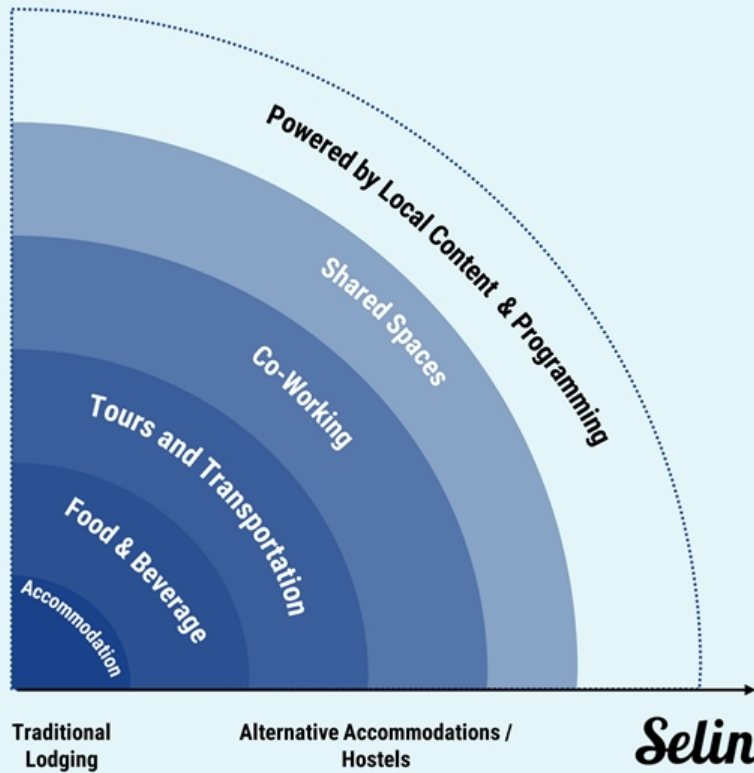 Powered by Local Content & Programming
Shared Spaces
Co-Working
Tours and Transportation
Food & Beverage
Accommodation
Traditional
Lodging
Alternative Accommodations /
Hostels
Selin